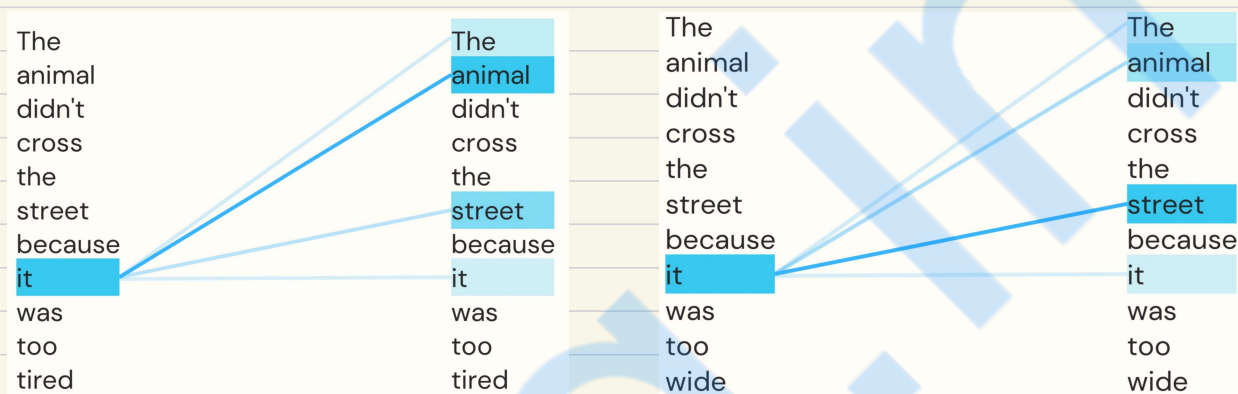 The
animal
didn't
cross
the
street
because
it
was
too
tired
The
animal
didn't
cross
the
street
because
it
was
too
tired
The
animal
didn't
cross
the
street
because
it
was
too
wide
The
animal
didn't
cross
the
street
because
it
was
too
wide